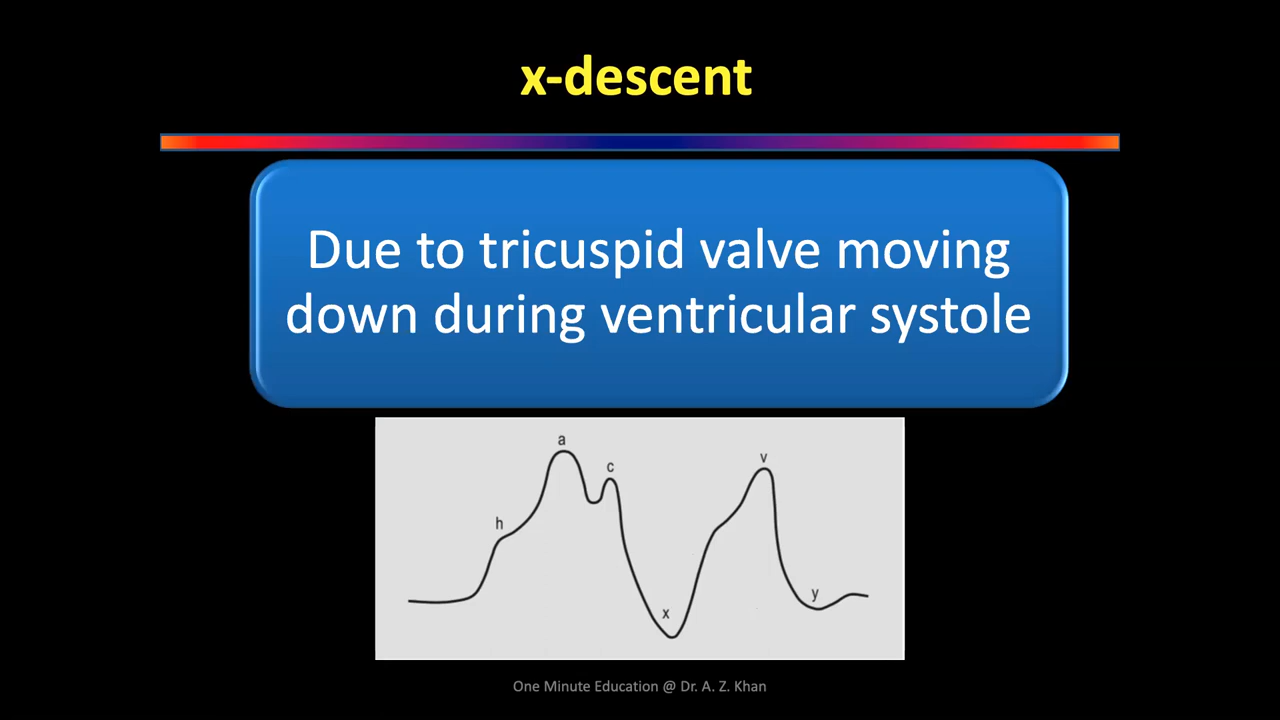 x-descent
Due to tricuspid valve moving
down during ventricular systole
a
c
v
h
x
y
One Minute Education @ Dr. A. Z. Khan